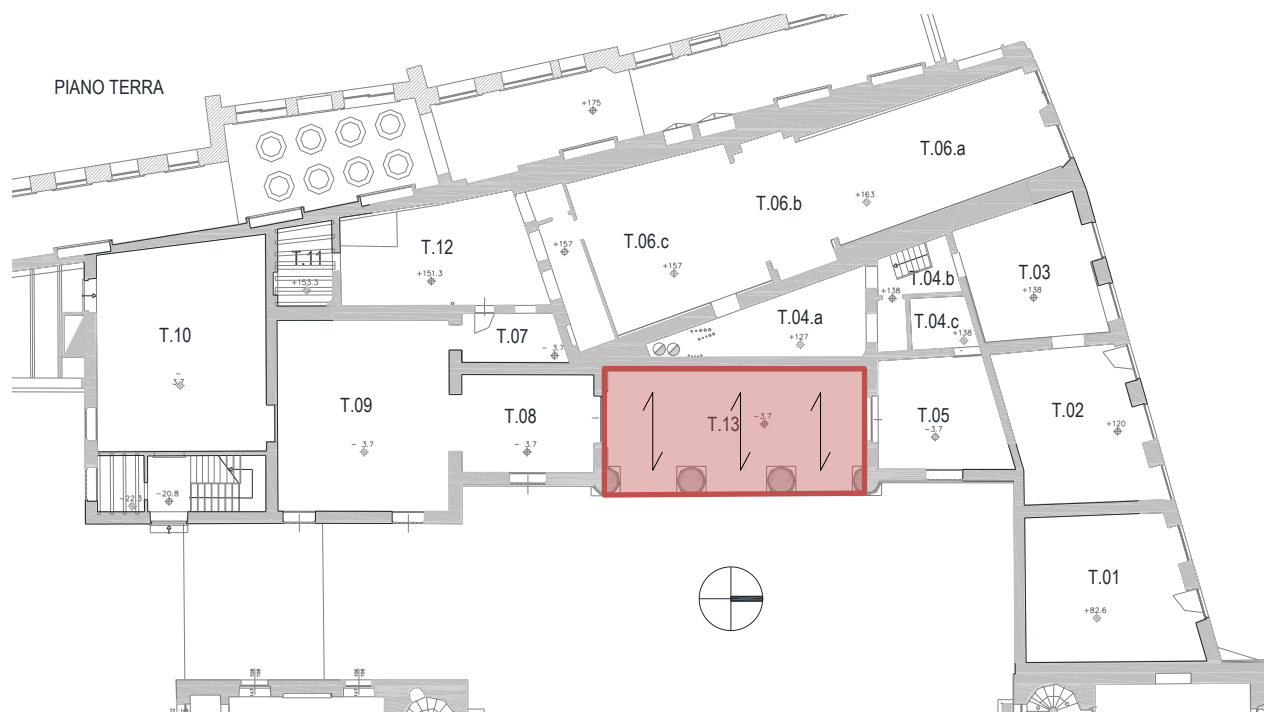 PIANO TERRA
+175
T.06.a
T.06.b
+163
T.12
T.06.c
+157
T.11
+151.3
+157
T.04.b
T.03
+153.3
+138
+138
T.04.a
T.04.c
T.10
T.07
+127
+138
- 3.7
-
3.7
T.09
T.08
T.13
-3.7
T.05
T.02
- 3.7
- 3.7
-3.7
+120
-22.3
-20.8
T.01
+82.6